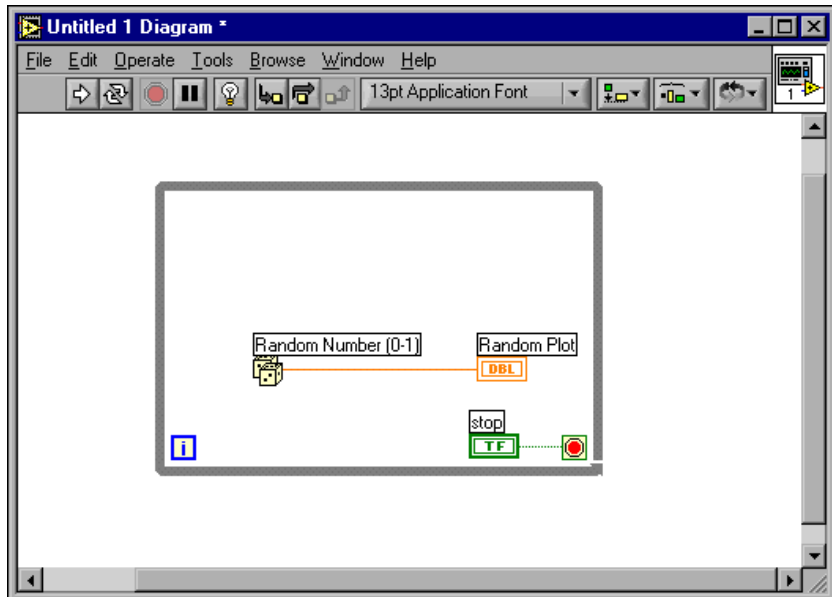 Untitled 1 Diagram *
File Edit Operate Tools Browse Window Help
13pt Application Font
1
Random Number (0-1)
Random Plot
DBL
stop
TF
i